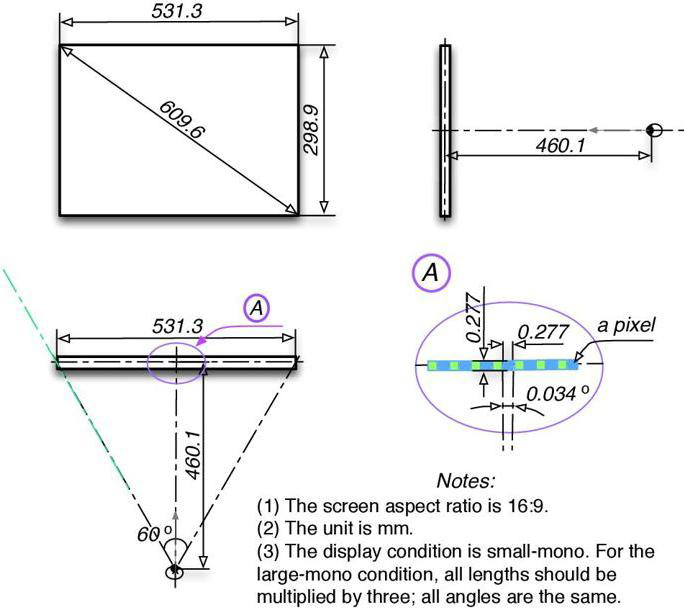 531.3
609.6
298.9
460.1
A
531.3
A
460.1
60°
0.277
0.277
a pixel
0.034°
Notes:
(1) The screen aspect ratio is 16:9.
(2) The unit is mm.
(3) The display condition is small-mono. For the
large-mono condition, all lengths should be
multiplied by three; all angles are the same.